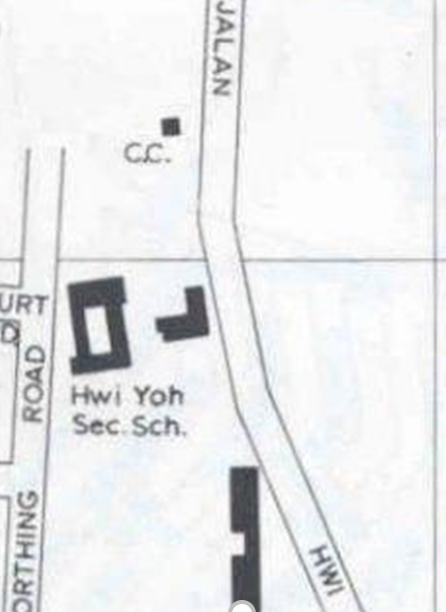 JALAN
C.C.
URT
D
ROAD
Hwi Yoh
Sec. Sch.
ORTHING
HWI